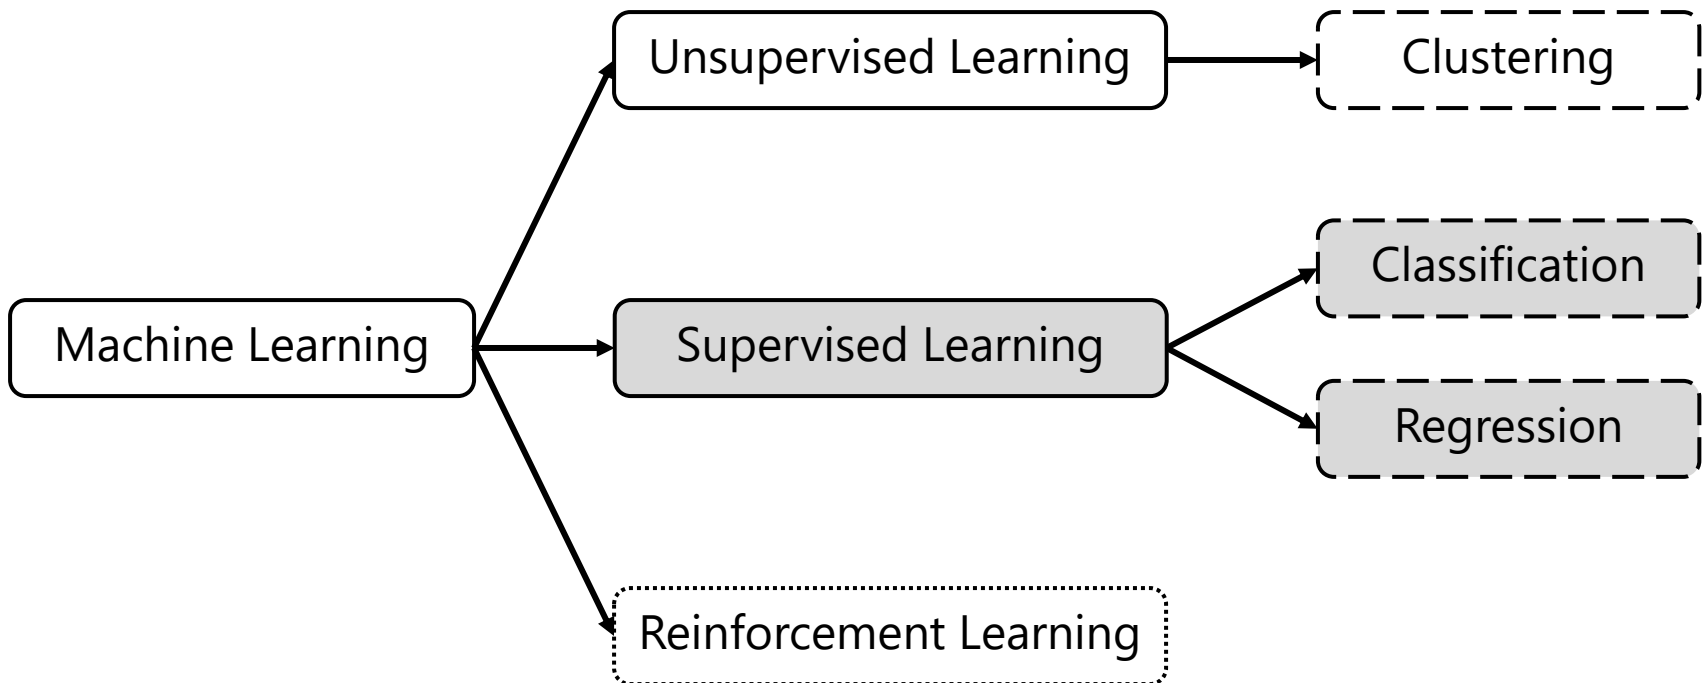 Unsupervised Learning
Clustering
Classification
Machine Learning
Supervised Learning
Regression
Reinforcement Learning